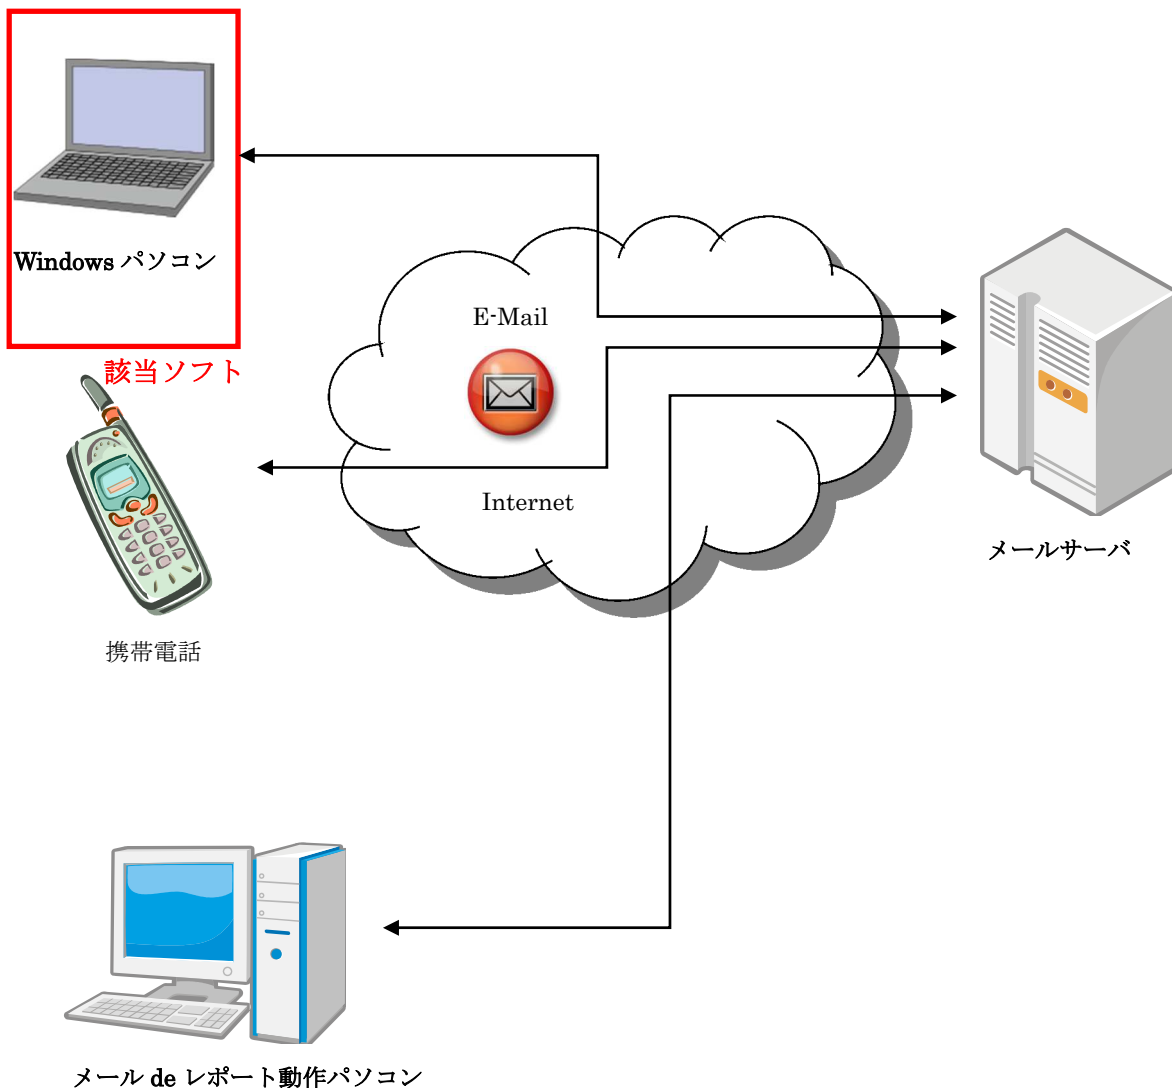 Windows パソコン
該当ソフト
E-Mail
Internet
メールサーバ
携帯電話
メール de レポート動作パソコン